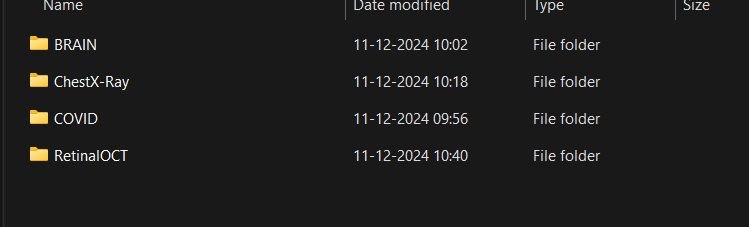 Name Date modified Type Size
BRAIN 11-12-2024 10:02 File folder
ChestX-Ray 11-12-2024 10:18 File folder
COVID 11-12-2024 09:56 File folder
RetinalOCT 11-12-2024 10:40 File folder